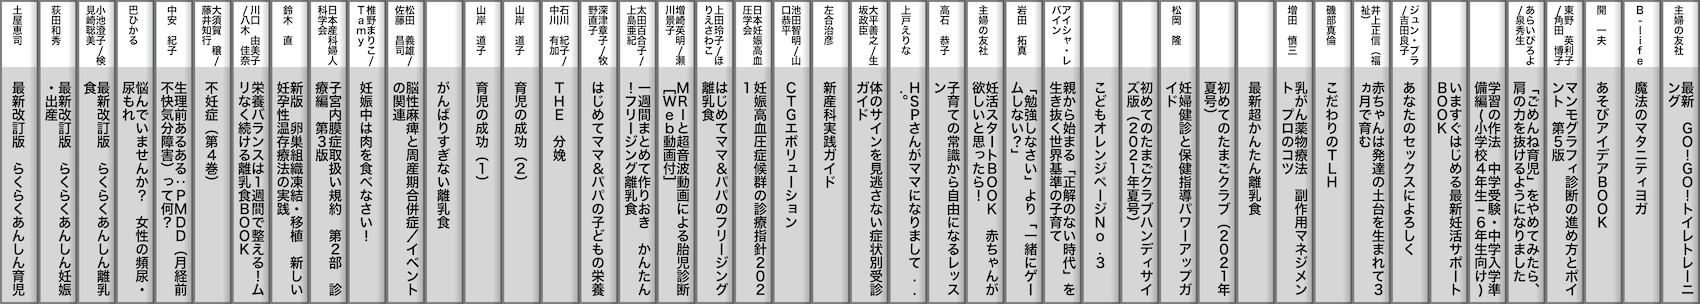 主婦の友社
最新　ＧＯ！ＧＯ！トイレトレーニ
ング
Ｂ-ｌｉｆｅ
魔法のマタニティヨガ
開　一夫
あそびアイデアＢＯＯＫ
東野　英利子
/角田　博子
マンモグラフィ診断の進め方とポイ
ント　第５版
あらいぴろよ
/泉秀生
「ごめんね育児」をやめてみたら、
肩の力を抜けるようになりました
学習の作法　中学受験・中学入学準
備編（小学校４年生～６年生向け）
いますぐはじめる最新妊活サポート
ＢＯＯＫ
ジュン・プラ
/吉田良子
あなたのセックスによろしく
井上正信（福
祉）
赤ちゃんは発達の土台を生まれて３
ヵ月で育む
磯部真倫
こだわりのＴＬＨ
増田　慎三
乳がん薬物療法　副作用マネジメン
ト　プロのコツ
最新超かんたん離乳食
初めてのたまごクラブ（２０２１年
夏号）
松岡　隆
妊婦健診と保健指導パワーアップガ
イド
初めてのたまごクラブハンディサイ
ズ版（２０２１年夏号）
こどもオレンジページＮｏ．３
アイシャ・レ
バイン
親から始まる「正解のない時代」を
生き抜く世界基準の子育て
岩田　拓真
「勉強しなさい」より「一緒にゲー
ムしない？」
主婦の友社
妊活スタートＢＯＯＫ　赤ちゃんが
欲しいと思ったら！
高石　恭子
子育ての常識から自由になるレッス
ン
上戸えりな
ＨＳＰさんがママになりまして．．
．。
大平善之/生
坂政臣
体のサインを見逃さない症状別受診
ガイド
左合治彦
新産科実践ガイド
池田智明/山
口恭平
ＣＴＧエボリューション
日本妊娠高血
圧学会
妊娠高血圧症候群の診療指針２０２
１
上田玲子/ほ
りえさわこ
はじめてママ＆パパのフリージング
離乳食
増崎英明/瀬
川景子
ＭＲＩと超音波動画による胎児診断
［Ｗｅｂ動画付］
太田百合子/
上島亜紀
一週間まとめて作りおき　かんたん
！フリージング離乳食
深津章子/牧
野直子
はじめてママ＆パパの子どもの栄養
石川　紀子/
中川　有加
ＴＨＥ　分娩
山岸　道子
育児の成功（２）
山岸　道子
育児の成功（１）
がんばりすぎない離乳食
松田　義雄/
佐藤　昌司
脳性麻痺と周産期合併症/イベント
の関連
椎野まりこ/
Ｔａｍｙ
妊娠中は肉を食べなさい！
日本産科婦人
科学会
子宮内膜症取扱い規約　第２部　診
療編　第３版
鈴木　直
新版　卵巣組織凍結・移植　新しい
妊孕性温存療法の実践
川口　由美子
/八木　佳奈
栄養バランスは１週間で整える！ム
リなく続ける離乳食ＢＯＯＫ
大須賀　穣/
藤井知行
不妊症（第４巻）
中安　紀子
生理前あるある：ＰＭＤＤ（月経前
不快気分障害）って何？
巴ひかる
悩んでいませんか？　女性の頻尿・
尿もれ
小池澄子/検
見崎聡美
最新改訂版　らくらくあんしん離乳
食
荻田和秀
最新改訂版　らくらくあんしん妊娠
・出産
土屋恵司
最新改訂版　らくらくあんしん育児